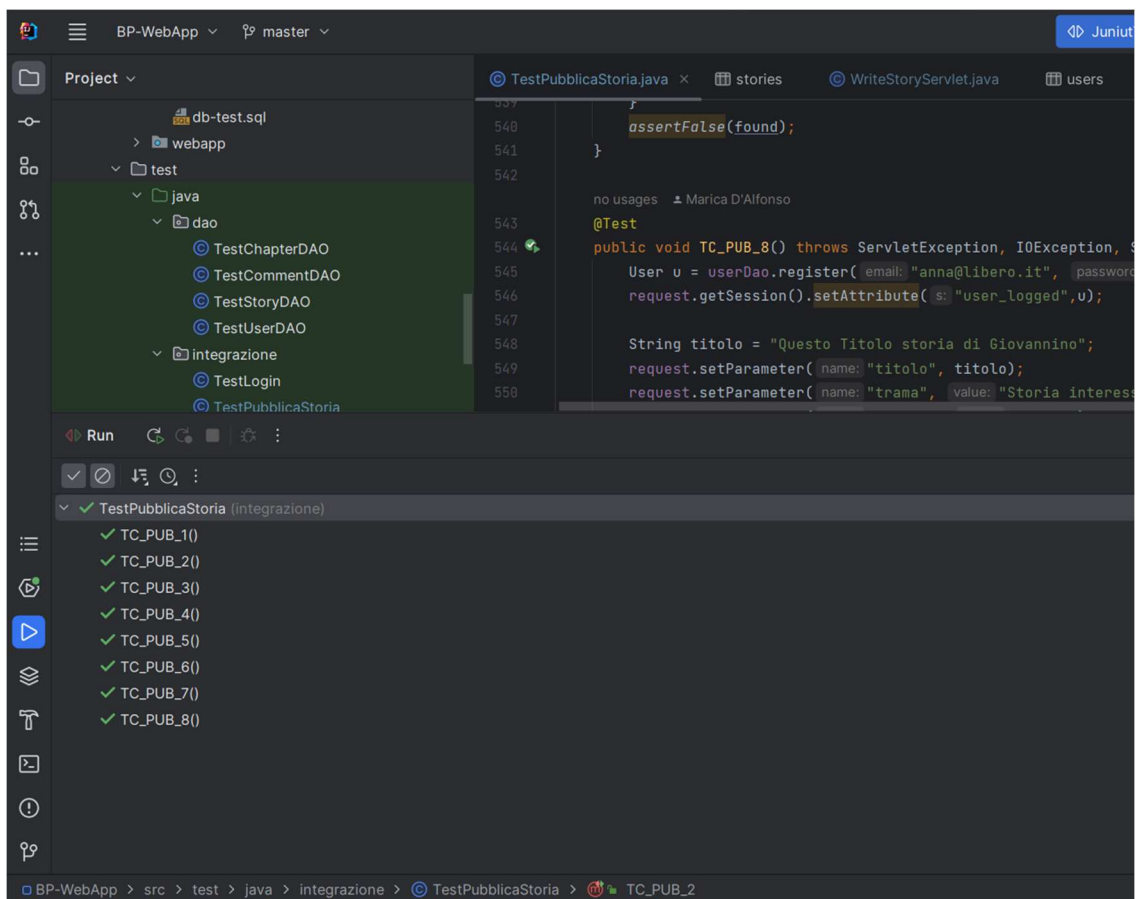 BP-WebApp master Juniut
Project
TestPubblicaStoria.java × stories WriteStoryServlet.java users
db-test.sql
webapp
test
java
dao
TestChapterDAO
TestCommentDAO
TestStoryDAO
TestUserDAO
integrazione
TestLogin
TestPubblicaStoria
539 }
540 assertFalse(found);
541 }
542
no usages Marica D'Alfonso
543 @Test
544 public void TC_PUB_8() throws ServletException, IOException, S
545 User u = userDao.register( email: "anna@libero.it", password
546 request.getSession().setAttribute( s: "user_logged",u);
547
548 String titolo = "Questo Titolo storia di Giovannino";
549 request.setParameter( name: "titolo", titolo);
550 request.setParameter( name: "trama", value: "Storia interess
Run
TestPubblicaStoria (integrazione)
TC_PUB_1()
TC_PUB_2()
TC_PUB_3()
TC_PUB_4()
TC_PUB_5()
TC_PUB_6()
TC_PUB_7()
TC_PUB_8()
BP-WebApp > src > test > java > integrazione > TestPubblicaStoria > TC_PUB_2